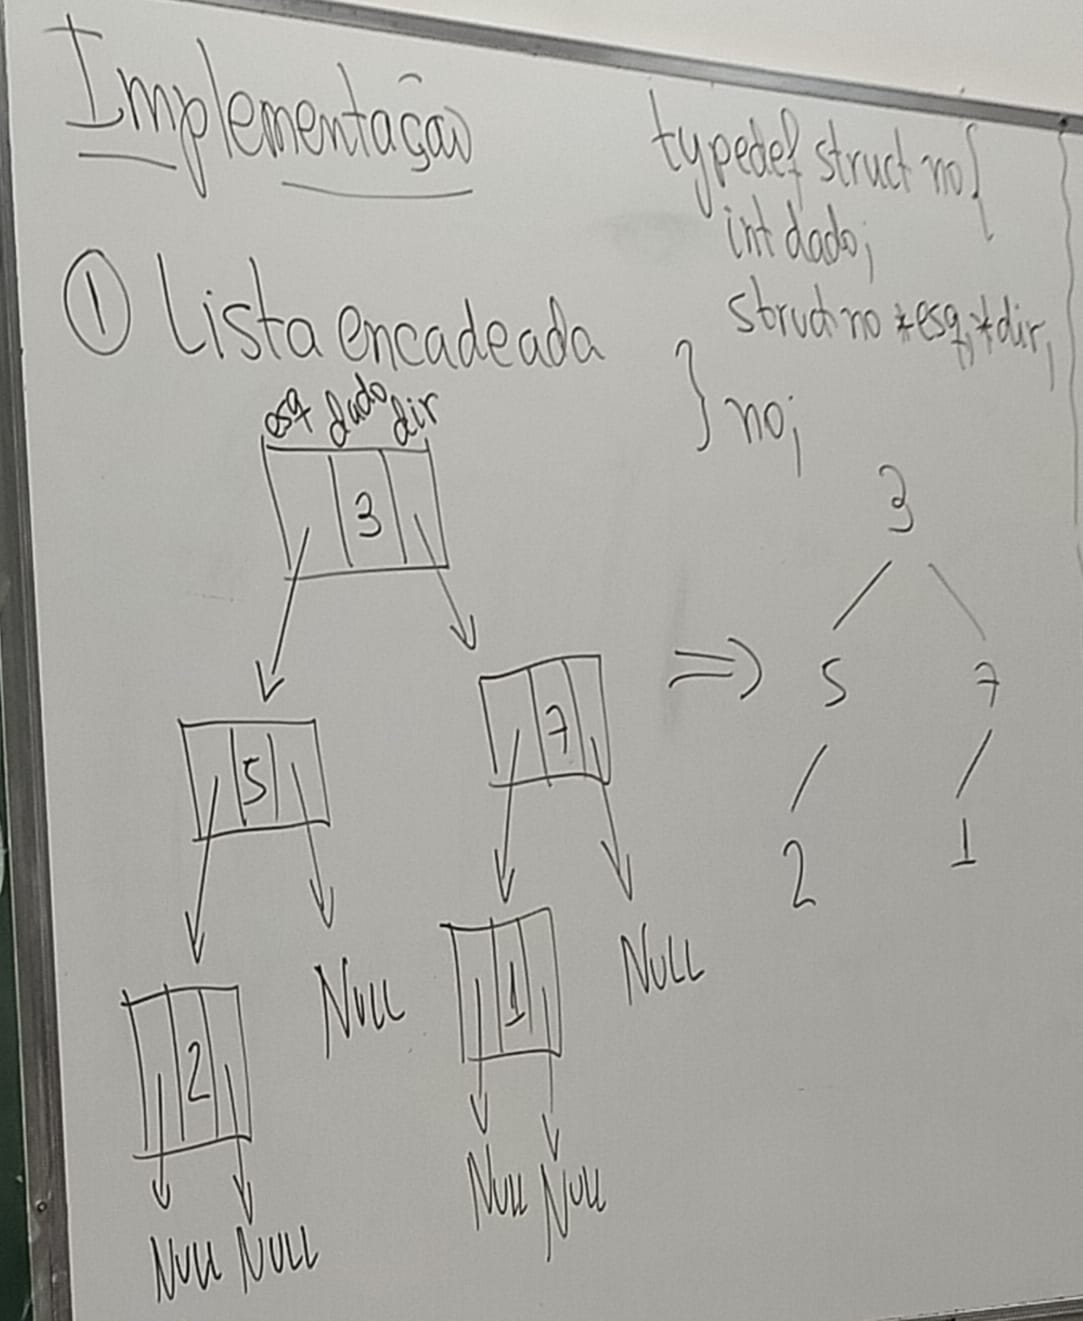 Implementação
① Lista encadeada
typedef struct no{
int dado;
struct no *esq, *dir;
} no;
esq dado dir
3
5
7
2
NULL
1
NULL
NULL NULL
NULL NULL
⇒
3
5 7
2 1